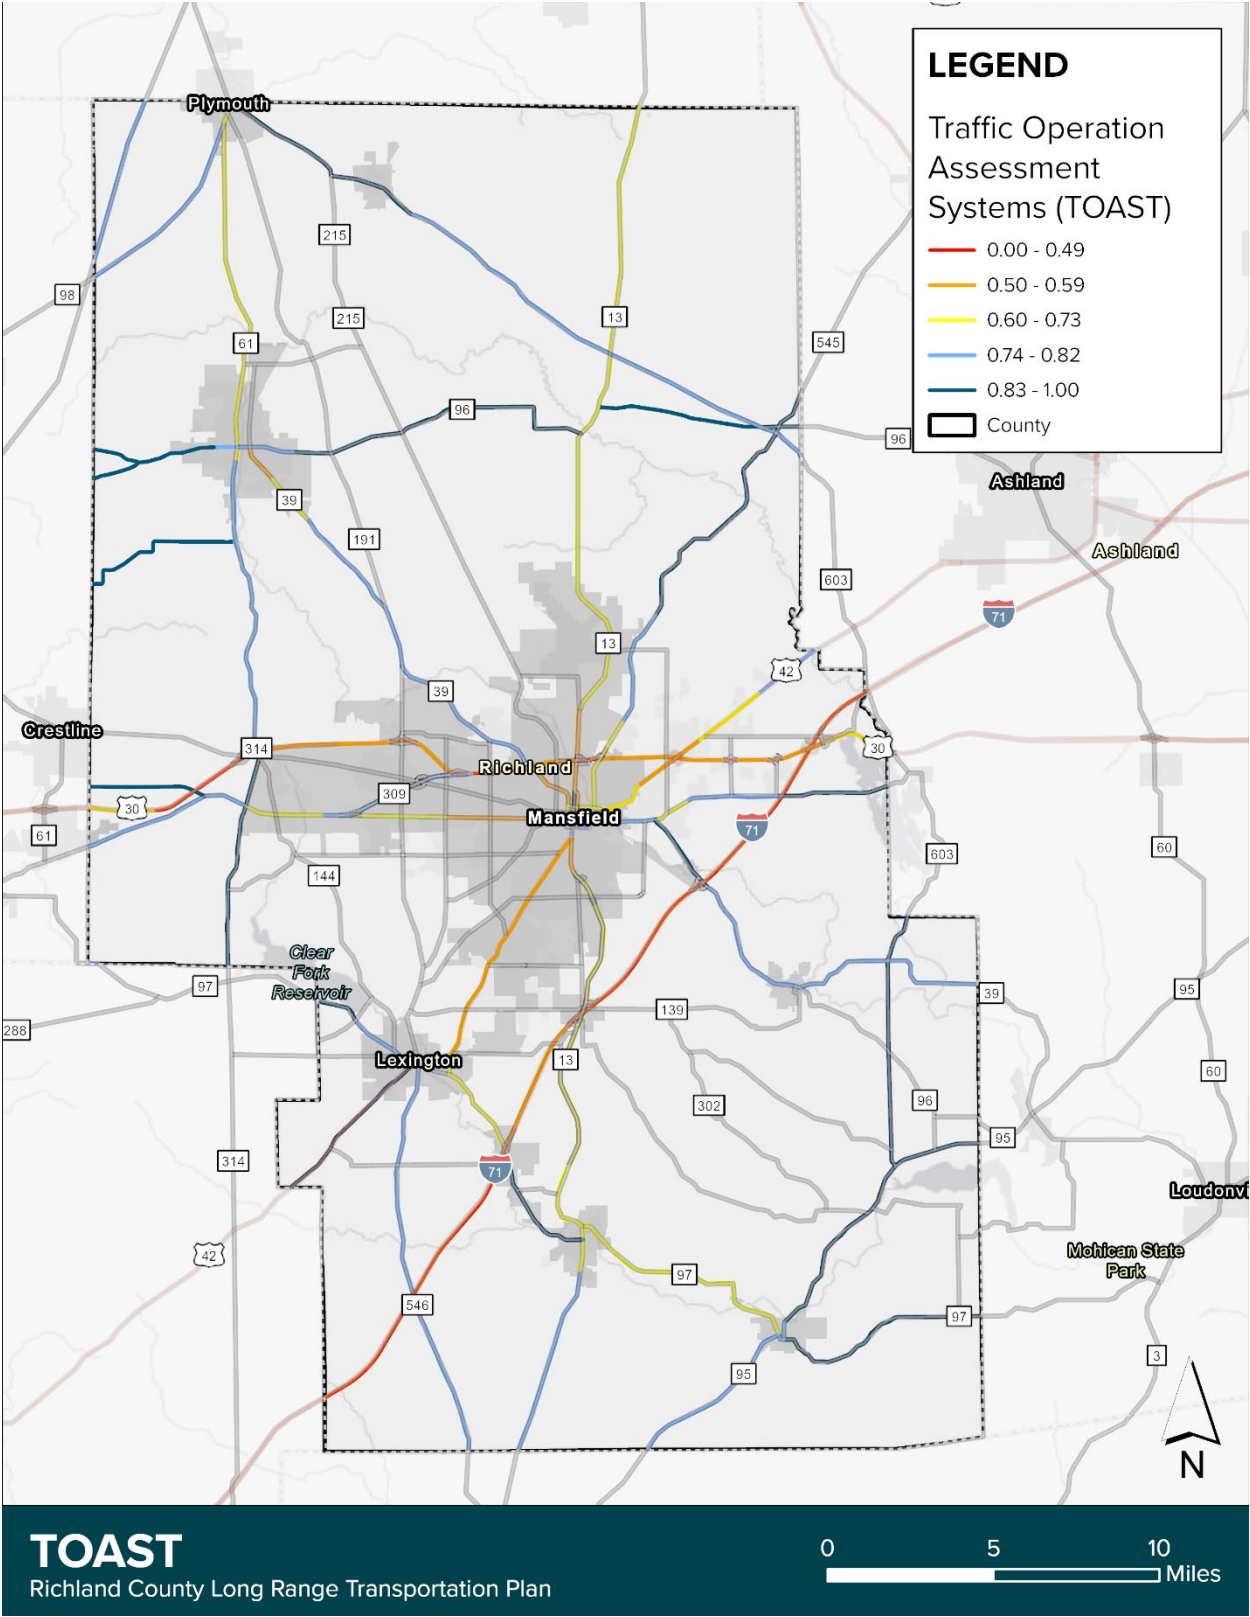 LEGEND
Traffic Operation
Assessment
Systems (TOAST)
0.00 - 0.49
0.50 - 0.59
0.60 - 0.73
0.74 - 0.82
0.83 - 1.00
County
Plymouth
215
98
215
13
61
545
96
96
39
Ashland
191
Ashland
603
71
13
42
39
Crestline
314
30
Richland
309
30
Mansfield
71
61
60
603
144
Clear
Fork
Reservoir
97
95
39
139
288
13
Lexington
60
302
96
95
314
71
Loudonvi
42
Mohican State
Park
97
546
97
3
95
N
TOAST
Richland County Long Range Transportation Plan
0 5 10
Miles